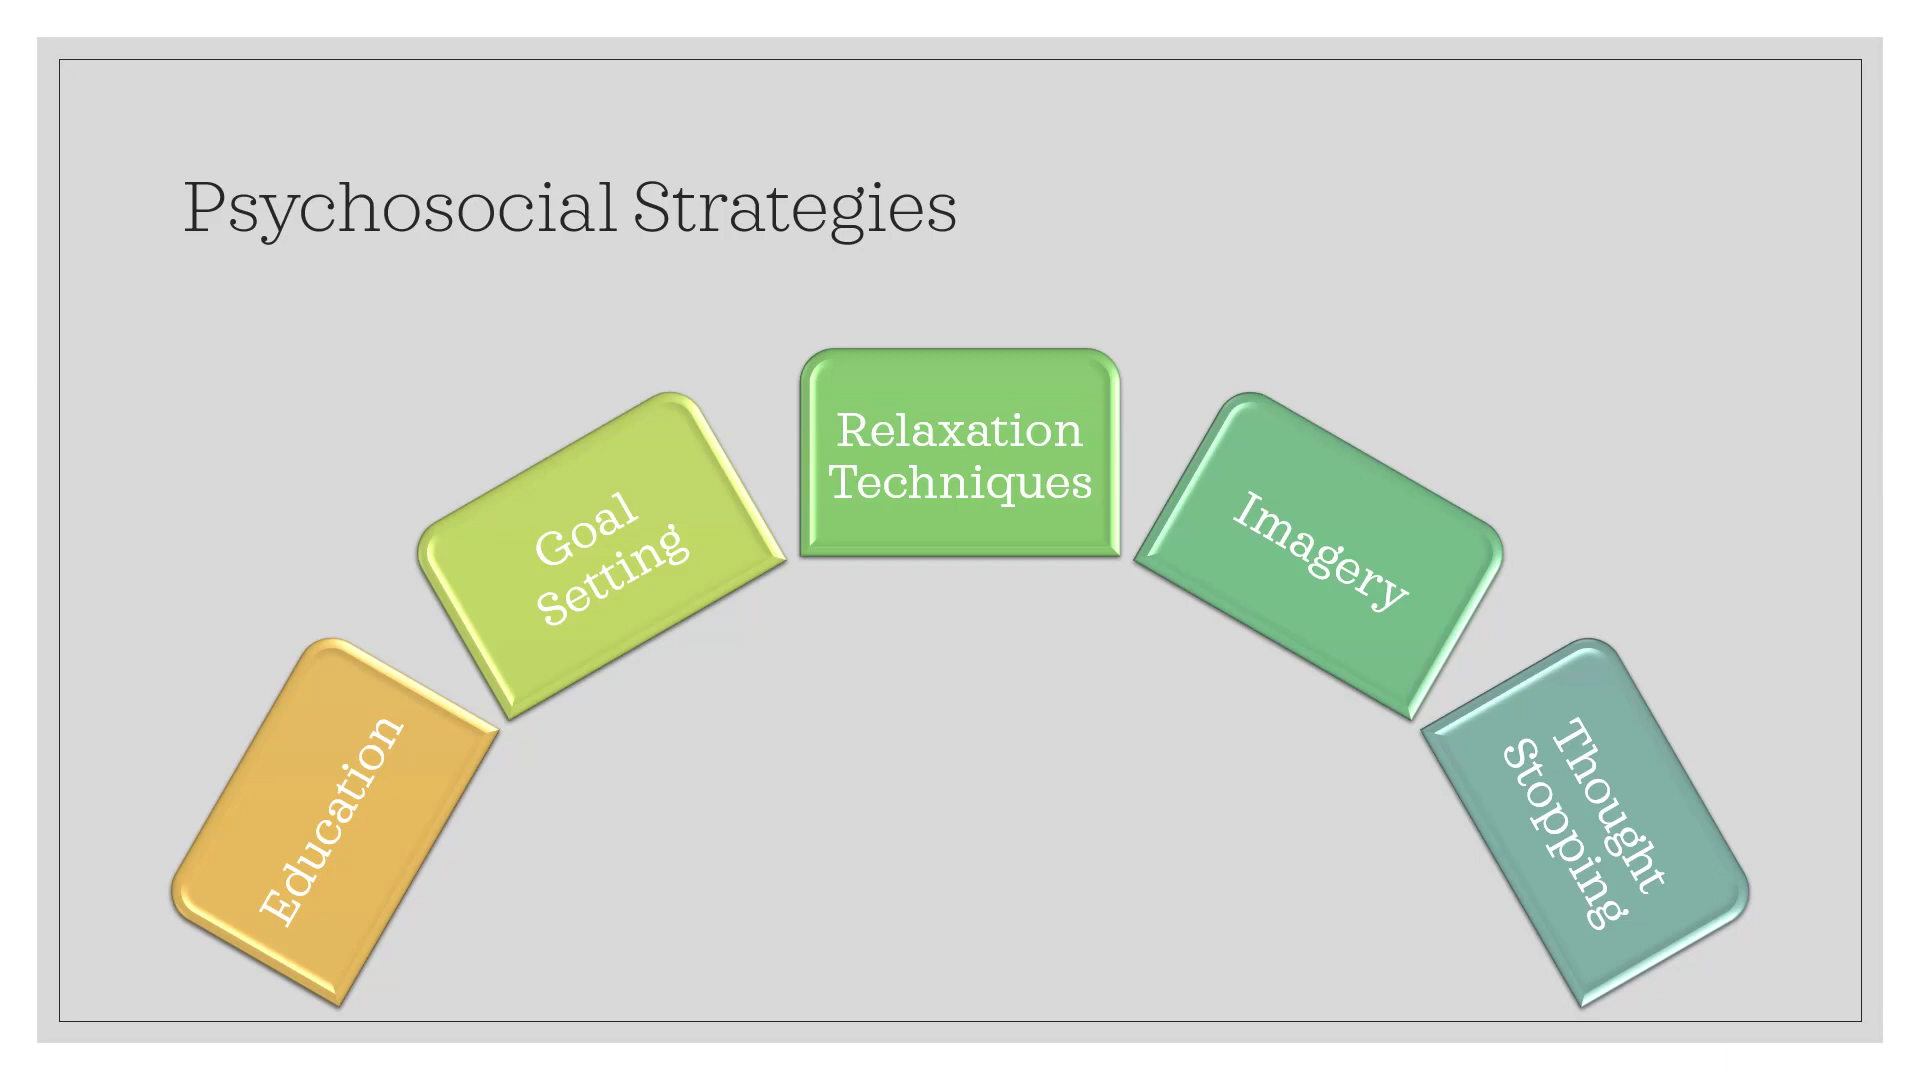 Psychosocial Strategies
Education
Goal
Setting
Relaxation
Techniques
Imagery
Thought
Stopping